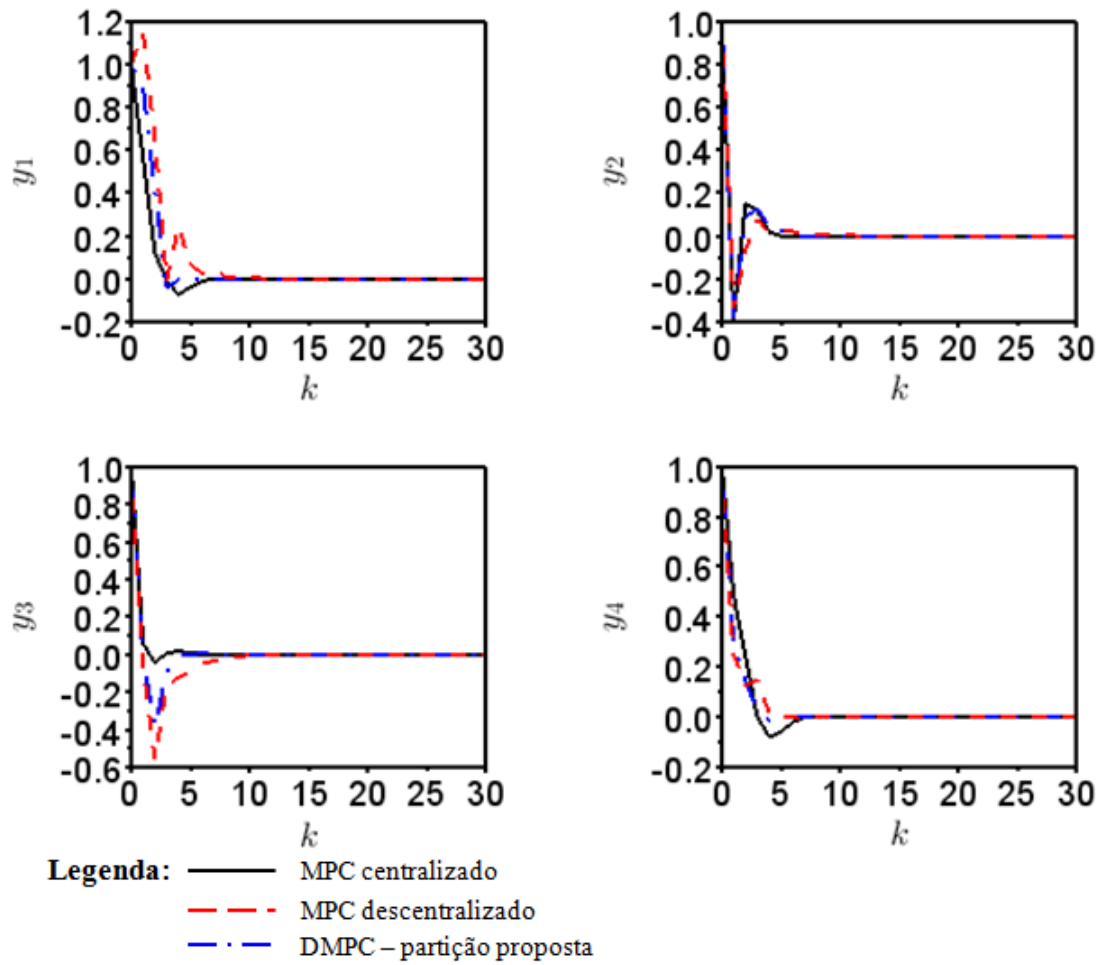 1.2
1.0
0.8
0.6
0.4
0.2
0.0
-0.2
y1
0 5 10 15 20 25 30
k
1.0
0.8
0.6
0.4
0.2
0.0
-0.2
-0.4
y2
0 5 10 15 20 25 30
k
1.0
0.8
0.6
0.4
0.2
0.0
-0.2
-0.4
-0.6
y3
0 5 10 15 20 25 30
k
1.0
0.8
0.6
0.4
0.2
0.0
-0.2
y4
0 5 10 15 20 25 30
k
Legenda: MPC centralizado
MPC descentralizado
DMPC – partição proposta